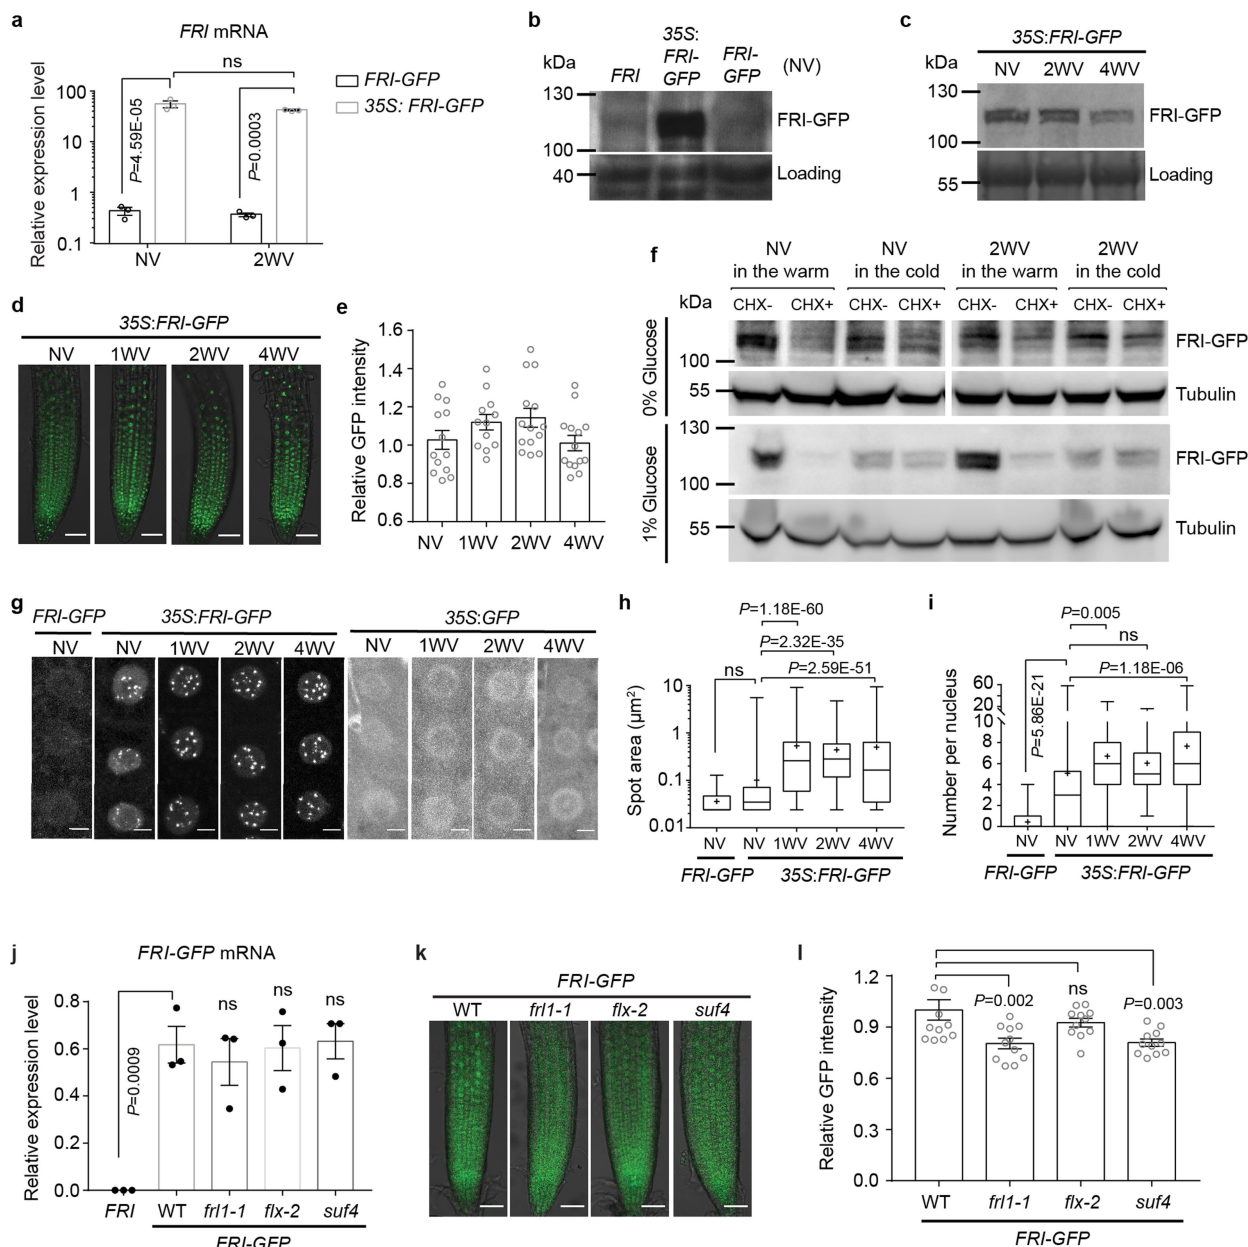 a
FRI mRNA
ns
FRI-GFP
35S: FRI-GFP
Relative expression level
100
10
1
0.1
P=4.59E-05
P=0.0003
NV
2WV
b
kDa
FRI
35S:
FRI-
GFP
FRI-
GFP
(NV)
130
100
40
FRI-GFP
Loading
c
35S:FRI-GFP
kDa
NV 2WV 4WV
130
100
55
FRI-GFP
Loading
d
35S:FRI-GFP
NV 1WV 2WV 4WV
e
Relative GFP intensity
1.6
1.4
1.2
1.0
0.8
0.6
NV 1WV 2WV 4WV
f
NV
in the warm
NV
in the cold
2WV
in the warm
2WV
in the cold
kDa
CHX- CHX+ CHX- CHX+ CHX- CHX+ CHX- CHX+
0% Glucose
100
FRI-GFP
55
Tubulin
1% Glucose
130
FRI-GFP
100
55
Tubulin
g
FRI-GFP 35S:FRI-GFP 35S:GFP
NV NV 1WV 2WV 4WV NV 1WV 2WV 4WV
h
P=1.18E-60
P=2.32E-35
P=2.59E-51
ns
Spot area (µm²)
10
1
0.1
0.01
NV NV 1WV 2WV 4WV
FRI-GFP 35S:FRI-GFP
i
P=0.005
ns
P=1.18E-06
P=5.86E-21
Number per nucleus
60
40
20
10
8
6
4
2
0
NV NV 1WV 2WV 4WV
FRI-GFP 35S:FRI-GFP
j
FRI-GFP mRNA
Relative expression level
0.8
0.6
0.4
0.2
0.0
P=0.0009
ns ns ns
FRI WT frl1-1 flx-2 suf4
FRI-GFP
k
FRI-GFP
WT frl1-1 flx-2 suf4
l
Relative GFP intensity
1.2
0.9
0.6
0.3
0.0
P=0.002
ns
P=0.003
WT frl1-1 flx-2 suf4
FRI-GFP